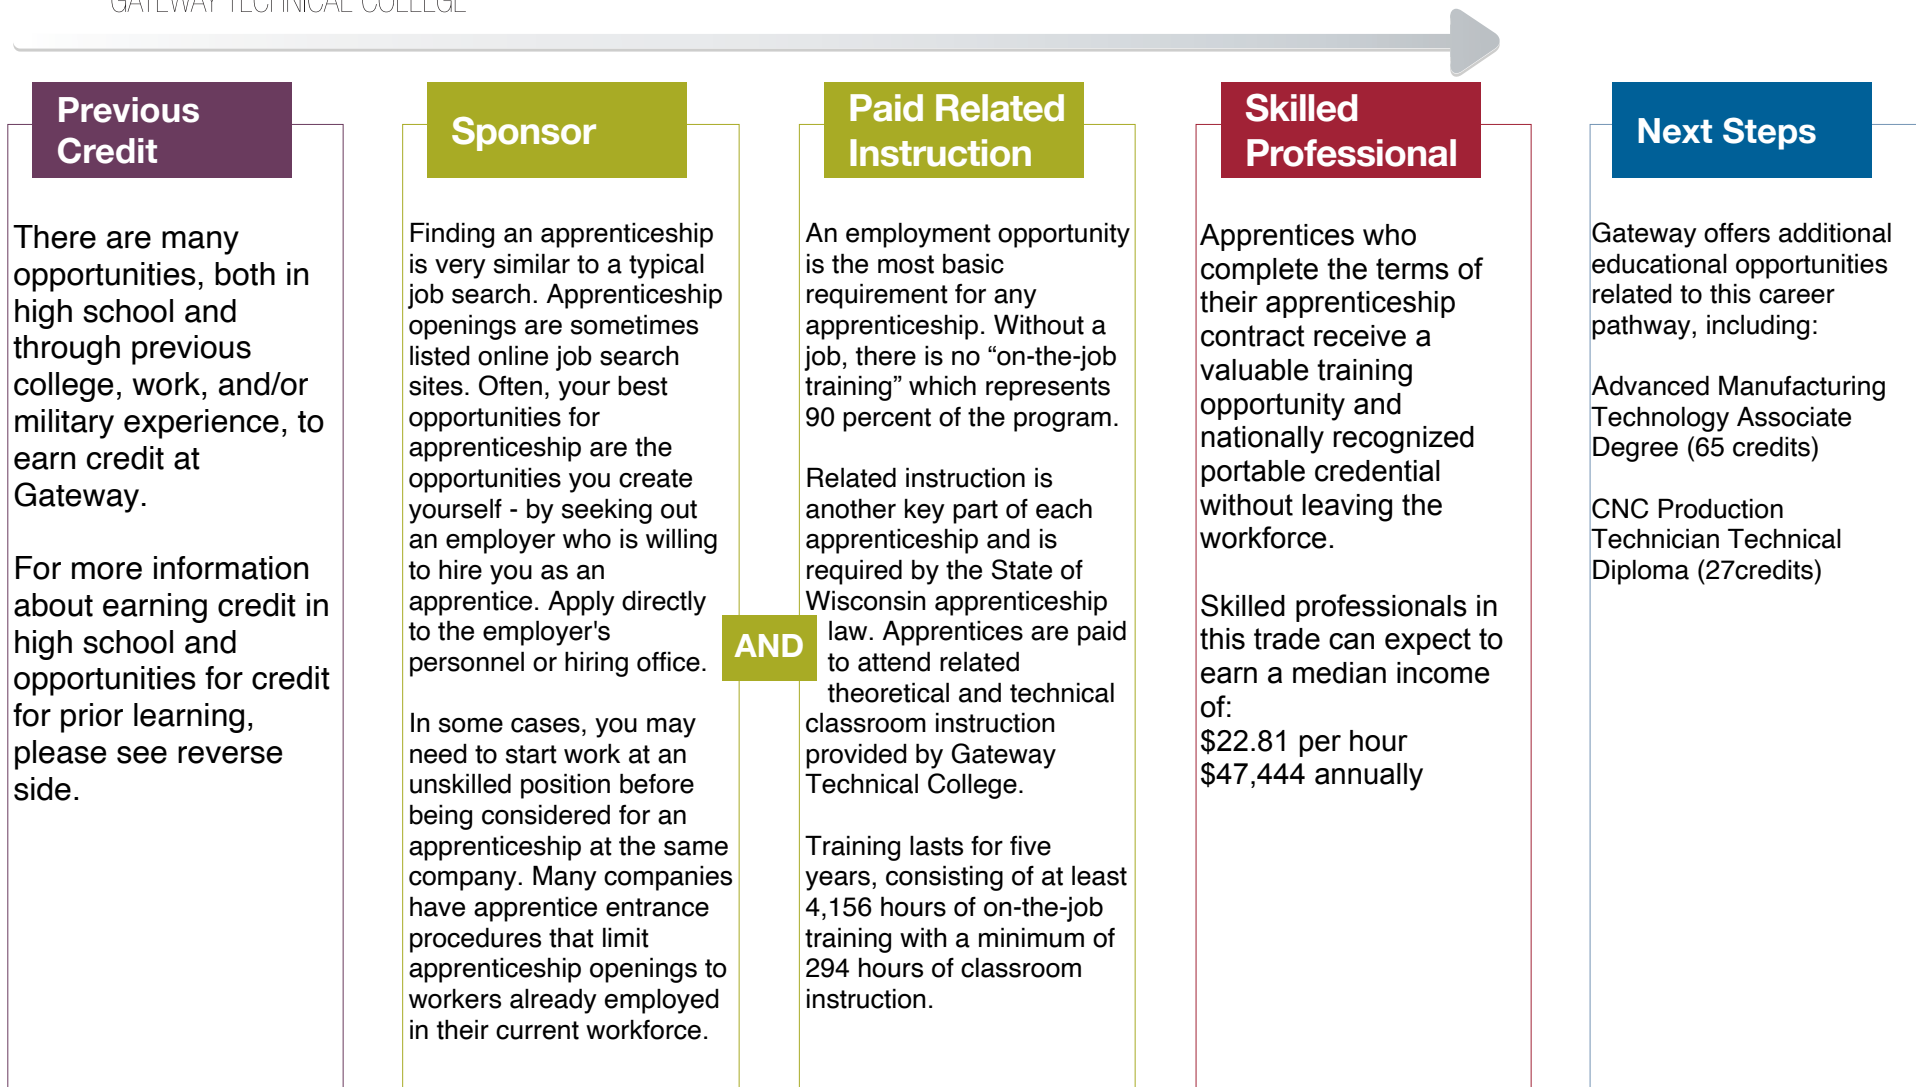 GATEWAY TECHNICAL COLLEGE
Previous
Credit
There are many
opportunities, both in
high school and
through previous
college, work, and/or
military experience, to
earn credit at
Gateway.
For more information
about earning credit in
high school and
opportunities for credit
for prior learning,
please see reverse
side.
Sponsor
Finding an apprenticeship
is very similar to a typical
job search. Apprenticeship
openings are sometimes
listed online job search
sites. Often, your best
opportunities for
apprenticeship are the
opportunities you create
yourself - by seeking out
an employer who is willing
to hire you as an
apprentice. Apply directly
to the employer's
personnel or hiring office.
In some cases, you may
need to start work at an
unskilled position before
being considered for an
apprenticeship at the same
company. Many companies
have apprentice entrance
procedures that limit
apprenticeship openings to
workers already employed
in their current workforce.
AND
Paid Related
Instruction
An employment opportunity
is the most basic
requirement for any
apprenticeship. Without a
job, there is no “on-the-job
training” which represents
90 percent of the program.
Related instruction is
another key part of each
apprenticeship and is
required by the State of
Wisconsin apprenticeship
law. Apprentices are paid
to attend related
theoretical and technical
classroom instruction
provided by Gateway
Technical College.
Training lasts for five
years, consisting of at least
4,156 hours of on-the-job
training with a minimum of
294 hours of classroom
instruction.
Skilled
Professional
Apprentices who
complete the terms of
their apprenticeship
contract receive a
valuable training
opportunity and
nationally recognized
portable credential
without leaving the
workforce.
Skilled professionals in
this trade can expect to
earn a median income
of:
$22.81 per hour
$47,444 annually
Next Steps
Gateway offers additional
educational opportunities
related to this career
pathway, including:
Advanced Manufacturing
Technology Associate
Degree (65 credits)
CNC Production
Technician Technical
Diploma (27credits)